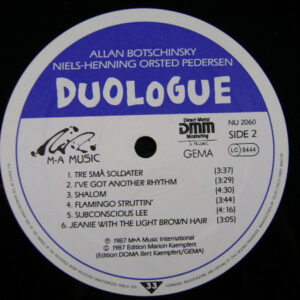 ALLAN BOTSCHINSKY
NIELS-HENNING ORSTED PEDERSEN
DUOLOGUE
M·A MUSIC
Direct Metal
DMM
Mastering
GEMA
NU 2060
SIDE 2
LC 8444
1. TRE SMÅ SOLDATER (3:37)
2. I'VE GOT ANOTHER RHYTHM (3:29)
3. SHALOM (4:30)
4. FLAMINGO STRUTTIN' (3:44)
5. SUBCONSCIOUS LEE (4:16)
6. JEANIE WITH THE LIGHT BROWN HAIR (3:05)
℗ 1987 M•A Music International
© 1987 Edition Marion Kaempfert
(Edition DOMA Bert Kaempfert/GEMA)
33